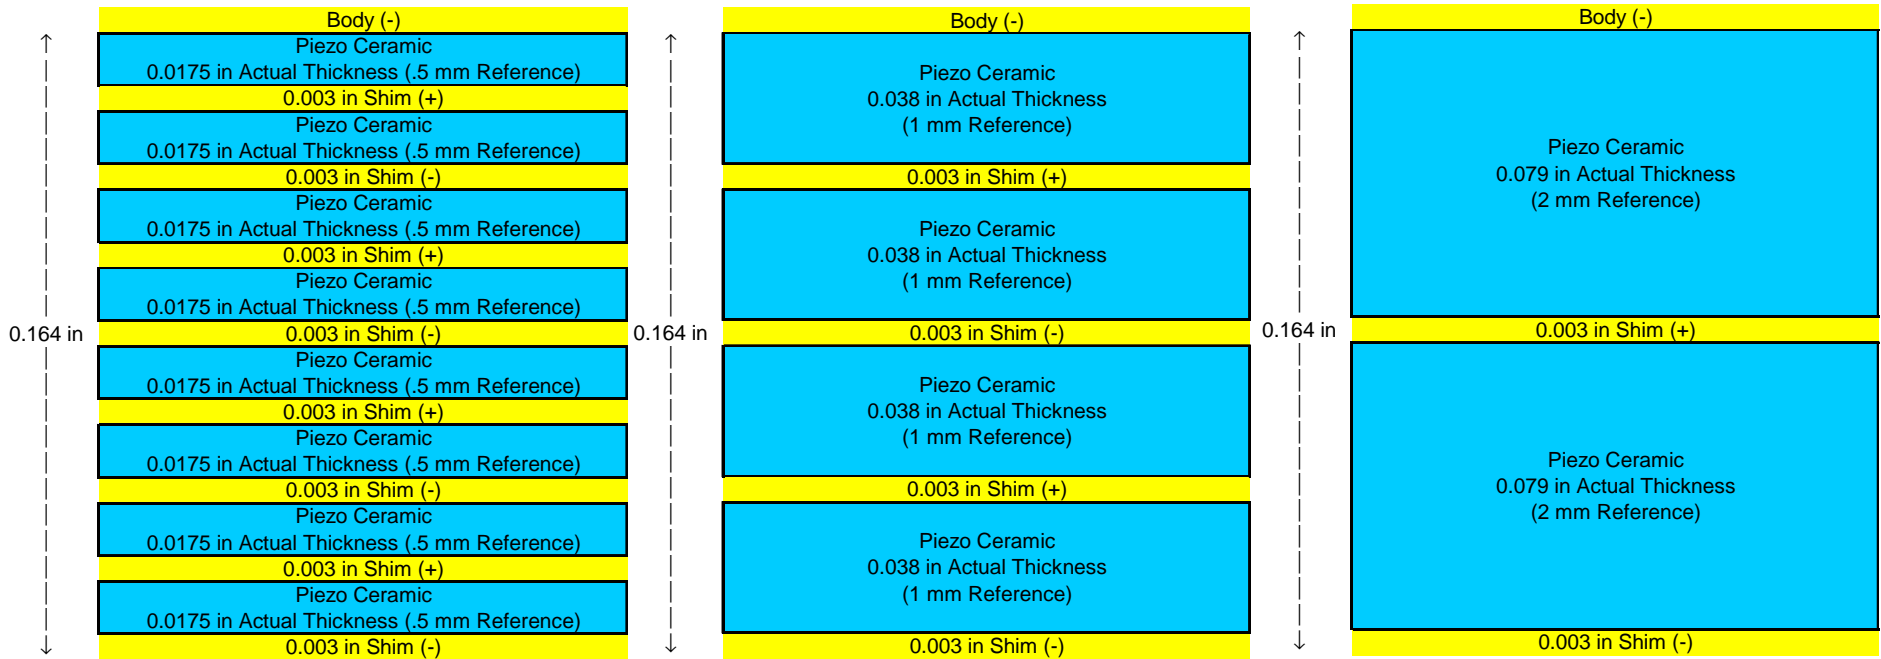 Body (-)
Piezo Ceramic
0.0175 in Actual Thickness (.5 mm Reference)
0.003 in Shim (+)
Piezo Ceramic
0.0175 in Actual Thickness (.5 mm Reference)
0.003 in Shim (-)
Piezo Ceramic
0.0175 in Actual Thickness (.5 mm Reference)
0.003 in Shim (+)
Piezo Ceramic
0.0175 in Actual Thickness (.5 mm Reference)
0.164 in
0.003 in Shim (-)
Piezo Ceramic
0.0175 in Actual Thickness (.5 mm Reference)
0.003 in Shim (+)
Piezo Ceramic
0.0175 in Actual Thickness (.5 mm Reference)
0.003 in Shim (-)
Piezo Ceramic
0.0175 in Actual Thickness (.5 mm Reference)
0.003 in Shim (+)
Piezo Ceramic
0.0175 in Actual Thickness (.5 mm Reference)
0.003 in Shim (-)
Body (-)
Piezo Ceramic
0.038 in Actual Thickness
(1 mm Reference)
0.003 in Shim (+)
Piezo Ceramic
0.038 in Actual Thickness
(1 mm Reference)
0.164 in
0.003 in Shim (-)
Piezo Ceramic
0.038 in Actual Thickness
(1 mm Reference)
0.003 in Shim (+)
Piezo Ceramic
0.038 in Actual Thickness
(1 mm Reference)
0.003 in Shim (-)
Body (-)
Piezo Ceramic
0.079 in Actual Thickness
(2 mm Reference)
0.164 in
0.003 in Shim (+)
Piezo Ceramic
0.079 in Actual Thickness
(2 mm Reference)
0.003 in Shim (-)